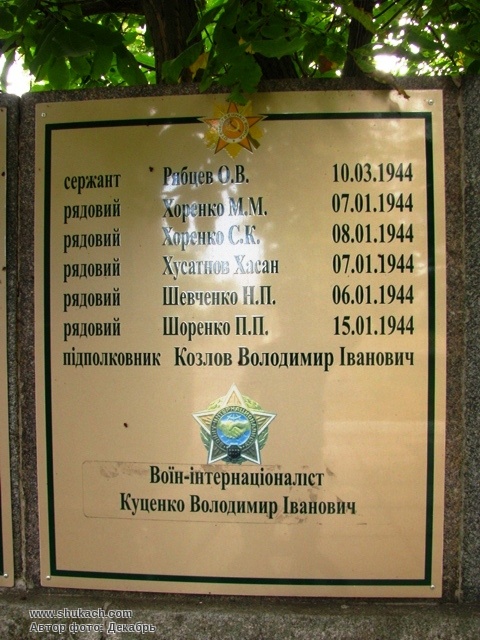 сержант Рябцев О.В. 10.03.1944
рядовий Хоренко М.М. 07.01.1944
рядовий Хоренко С.К. 08.01.1944
рядовий Хусатнов Хасан 07.01.1944
рядовий Шевченко Н.П. 06.01.1944
рядовий Шоренко П.П. 15.01.1944
підполковник Козлов Володимир Іванович
Воїн-інтернаціоналіст
Куценко Володимир Іванович
www.shukach.com
Автор фото: Декабрь